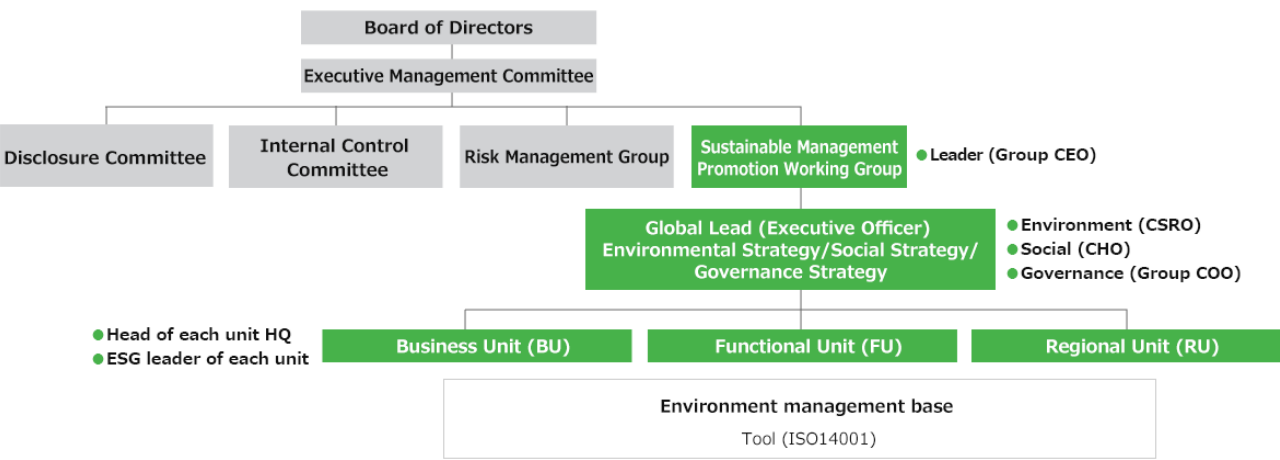 Board of Directors
Executive Management Committee
Disclosure Committee
Internal Control
Committee
Risk Management Group
Sustainable Management
Promotion Working Group
● Leader (Group CEO)
Global Lead (Executive Officer)
Environmental Strategy/Social Strategy/
Governance Strategy
● Environment (CSRO)
● Social (CHO)
● Governance (Group COO)
● Head of each unit HQ
● ESG leader of each unit
Business Unit (BU)
Functional Unit (FU)
Regional Unit (RU)
Environment management base
Tool (ISO14001)